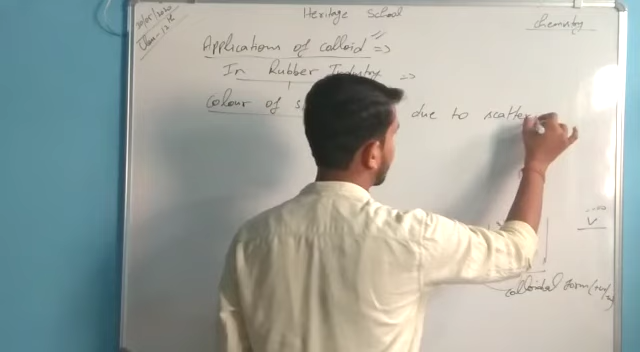 Heritage School
chemistry
Applications of colloid =>
In Rubber Industry =>
Colour of s
due to scatter
V
colloidal form